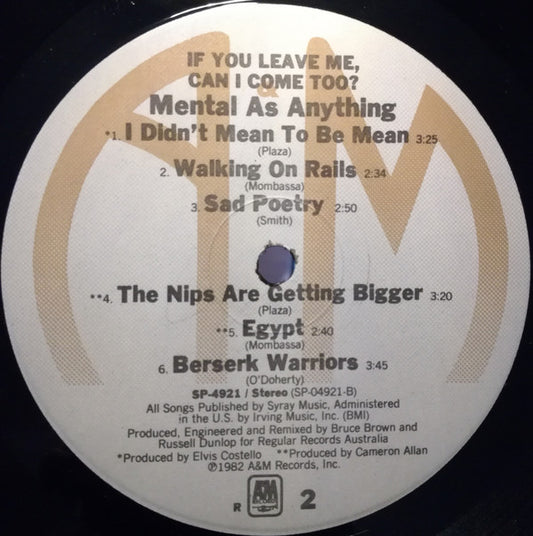 IF YOU LEAVE ME,
CAN I COME TOO?
Mental As Anything
*1. I Didn't Mean To Be Mean 3:25
(Plaza)
2. Walking On Rails 2:34
(Mombassa)
3. Sad Poetry 2:50
(Smith)
**4. The Nips Are Getting Bigger 3:20
(Plaza)
**5. Egypt 2:40
(Mombassa)
6. Berserk Warriors 3:45
(O'Doherty)
SP-4921 / Stereo (SP-04921-B)
All Songs Published by Syray Music, Administered
in the U.S. by Irving Music, Inc. (BMI)
Produced, Engineered and Remixed by Bruce Brown and
Russell Dunlop for Regular Records Australia
*Produced by Elvis Costello **Produced by Cameron Allan
℗1982 A&M Records, Inc.
R A&M RECORDS 2
A&M